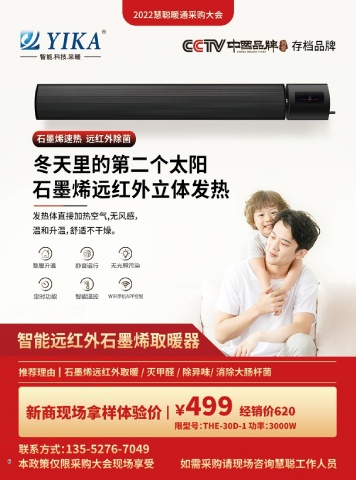 2022慧聪暖通采购大会
YIKA®
智能.科技.采暖
CCTV 中國品牌 存档品牌
石墨烯速热 远红外除菌
冬天里的第二个太阳
石墨烯远红外立体发热
发热体直接加热空气,无风感,
温和升温,舒适不干燥。
整屋升温 静音运行 无光照污染
定时功能 智能温控 WIFI手机APP控制
智能远红外石墨烯取暖器
推荐理由 | 石墨烯远红外取暖 / 灭甲醛 / 除异味/ 消除大肠杆菌
新商现场拿样体验价 | ¥499 经销价620
限型号:THE-30D-1 功率:3000W
联系方式:135-5276-7049
本政策仅限采购大会现场享受 如需采购请现场咨询慧聪工作人员